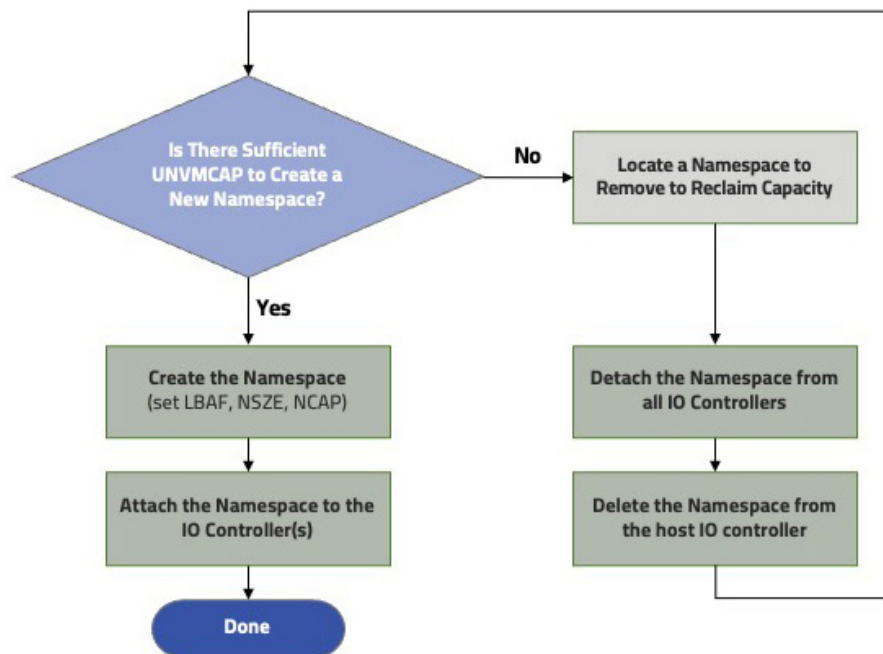 Is There Sufficient
UNVMCAP to Create a
New Namespace?
No
Locate a Namespace to
Remove to Reclaim Capacity
Yes
Create the Namespace
(set LBAF, NSZE, NCAP)
Detach the Namespace from
all IO Controllers
Attach the Namespace to the
IO Controller(s)
Delete the Namespace from
the host IO controller
Done